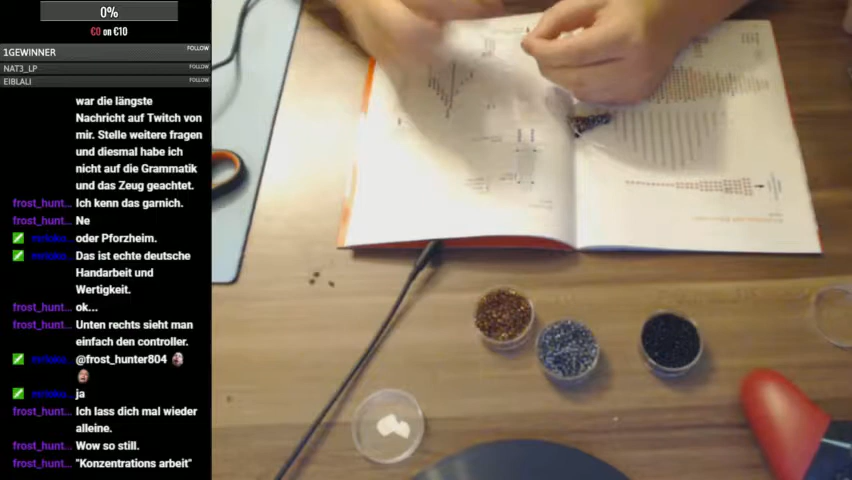 0%
€0 on €10
1GEWINNER FOLLOW
NAT3_LP FOLLOW
EIBLALI FOLLOW
war die längste
Nachricht auf Twitch von
mir. Stelle weitere fragen
und diesmal habe ich
nicht auf die Grammatik
und das Zeug geachtet.
frost_hunt... Ich kenn das garnich.
frost_hunt... Ne
oder Pforzheim.
Das ist echte deutsche
Handarbeit und
Wertigkeit.
frost_hunt... ok...
frost_hunt... Unten rechts sieht man
einfach den controller.
@frost_hunter804
ja
frost_hunt... Ich lass dich mal wieder
alleine.
frost_hunt... Wow so still.
frost_hunt... "Konzentrations arbeit"